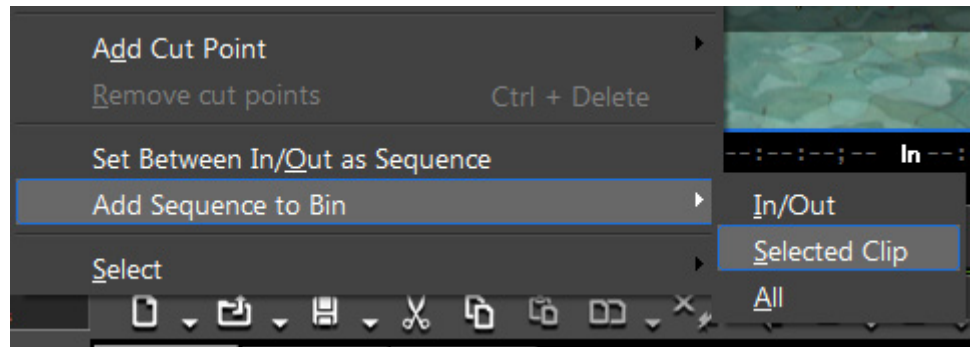 Add Cut Point
Remove cut points Ctrl + Delete
Set Between In/Out as Sequence
--:--:--;-- In --:
Add Sequence to Bin
In/Out
Selected Clip
Select
All